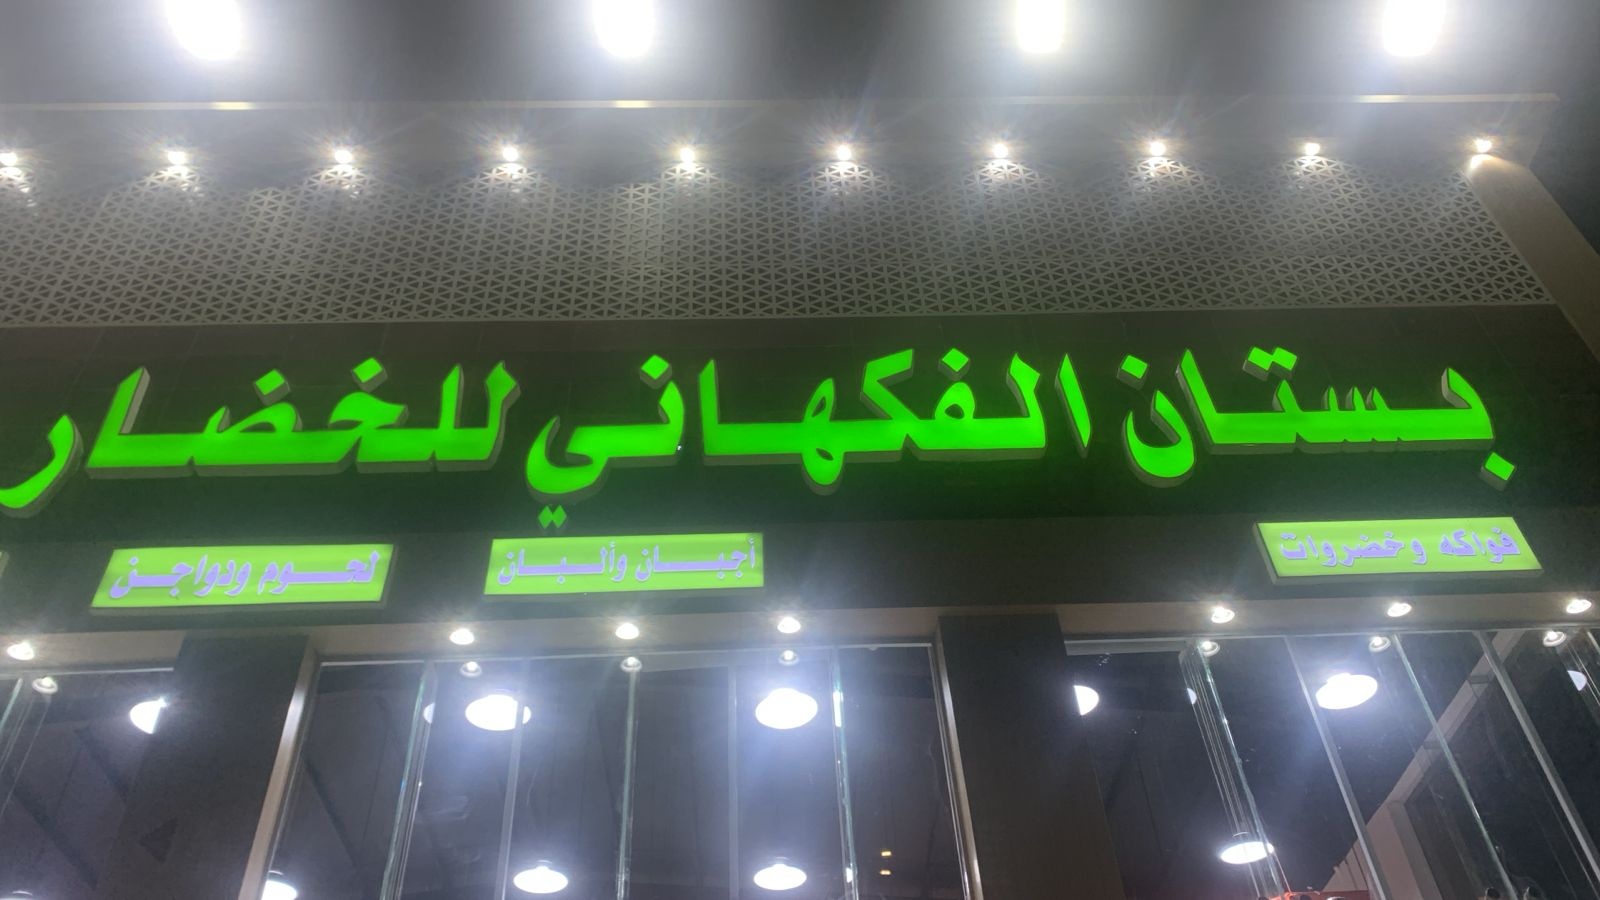 بستان الفكهاني للخضار
فواكه وخضروات
أجبان وألبان
لحوم ودواجن